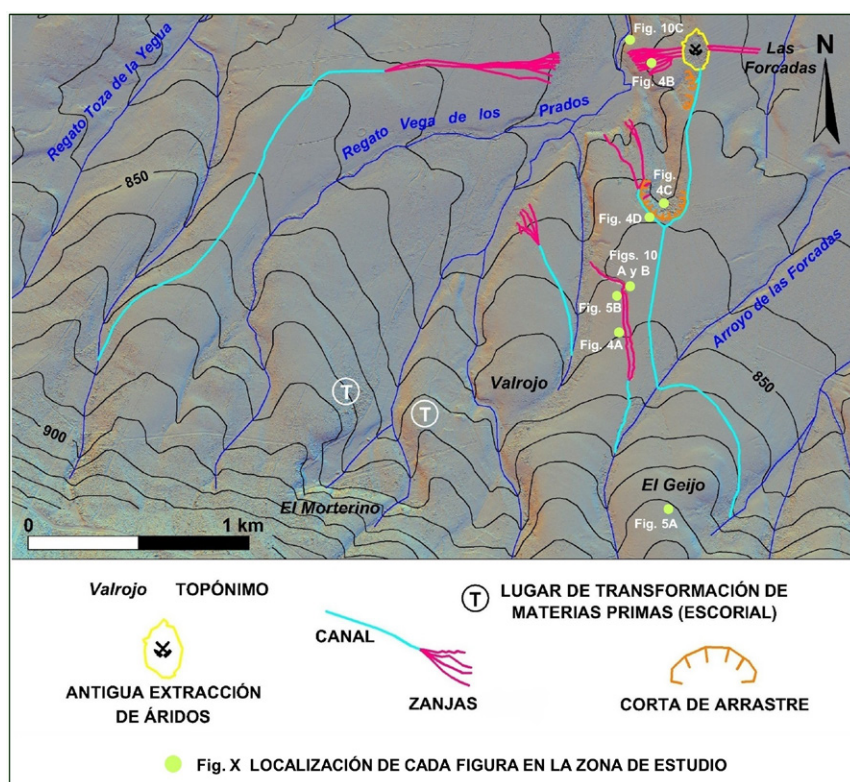 Fig. 10C
Las
Forcadas
N
Fig. 4B
Regato Toza de la Yegua
Regato Vega de los Prados
850
Fig.
4C
Fig. 4D
Figs. 10
A y B
Fig. 5B
Fig. 4A
Arroyo de las Forcadas
Valrojo
850
T
T
900
El Geijo
El Morterino
Fig. 5A
0 1 km
Valrojo TOPÓNIMO
T LUGAR DE TRANSFORMACIÓN DE
MATERIAS PRIMAS (ESCORIAL)
CANAL
ANTIGUA EXTRACCIÓN
DE ÁRIDOS
ZANJAS
CORTA DE ARRASTRE
Fig. X LOCALIZACIÓN DE CADA FIGURA EN LA ZONA DE ESTUDIO